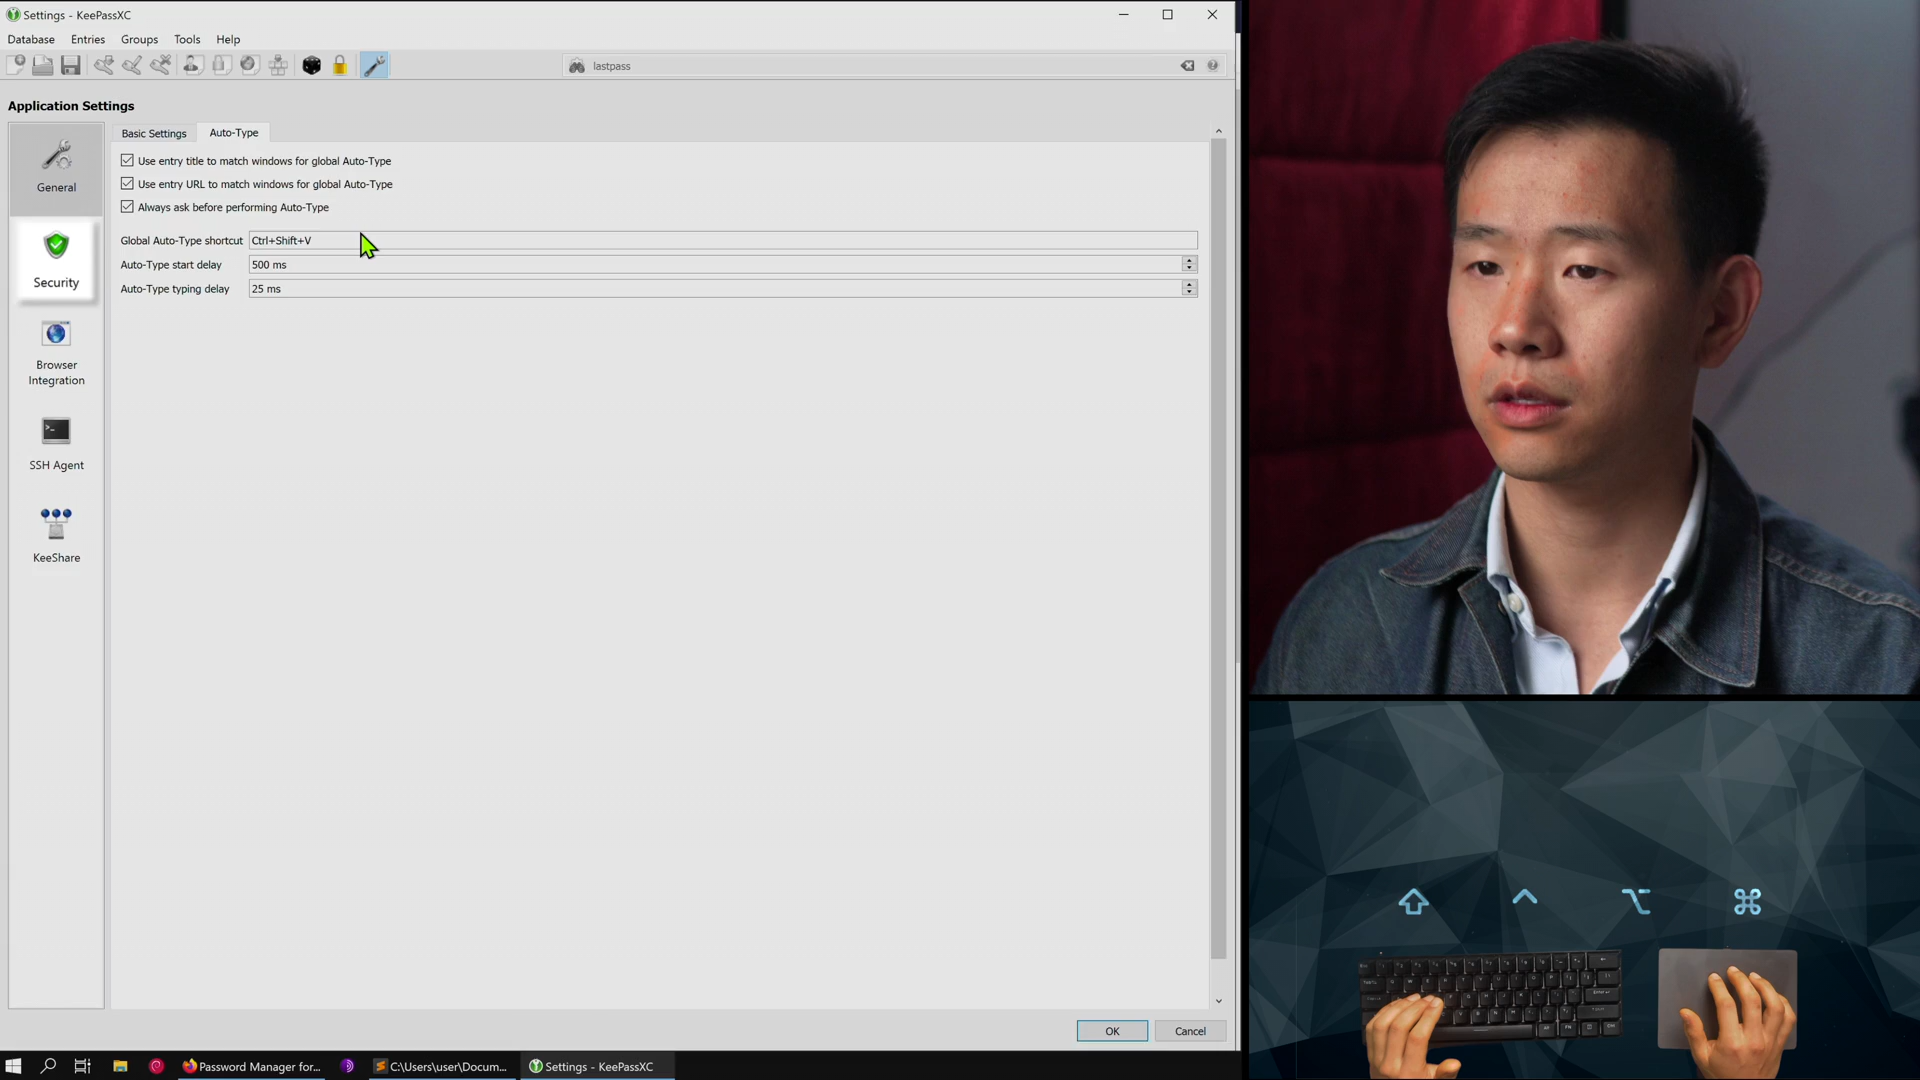 Settings - KeePassXC
Database Entries Groups Tools Help
lastpass
Application Settings
Basic Settings Auto-Type
General
Security
Browser
Integration
SSH Agent
KeeShare
Use entry title to match windows for global Auto-Type
Use entry URL to match windows for global Auto-Type
Always ask before performing Auto-Type
Global Auto-Type shortcut Ctrl+Shift+V
Auto-Type start delay 500 ms
Auto-Type typing delay 25 ms
OK Cancel
Password Manager for... C:\Users\user\Docum... Settings - KeePassXC